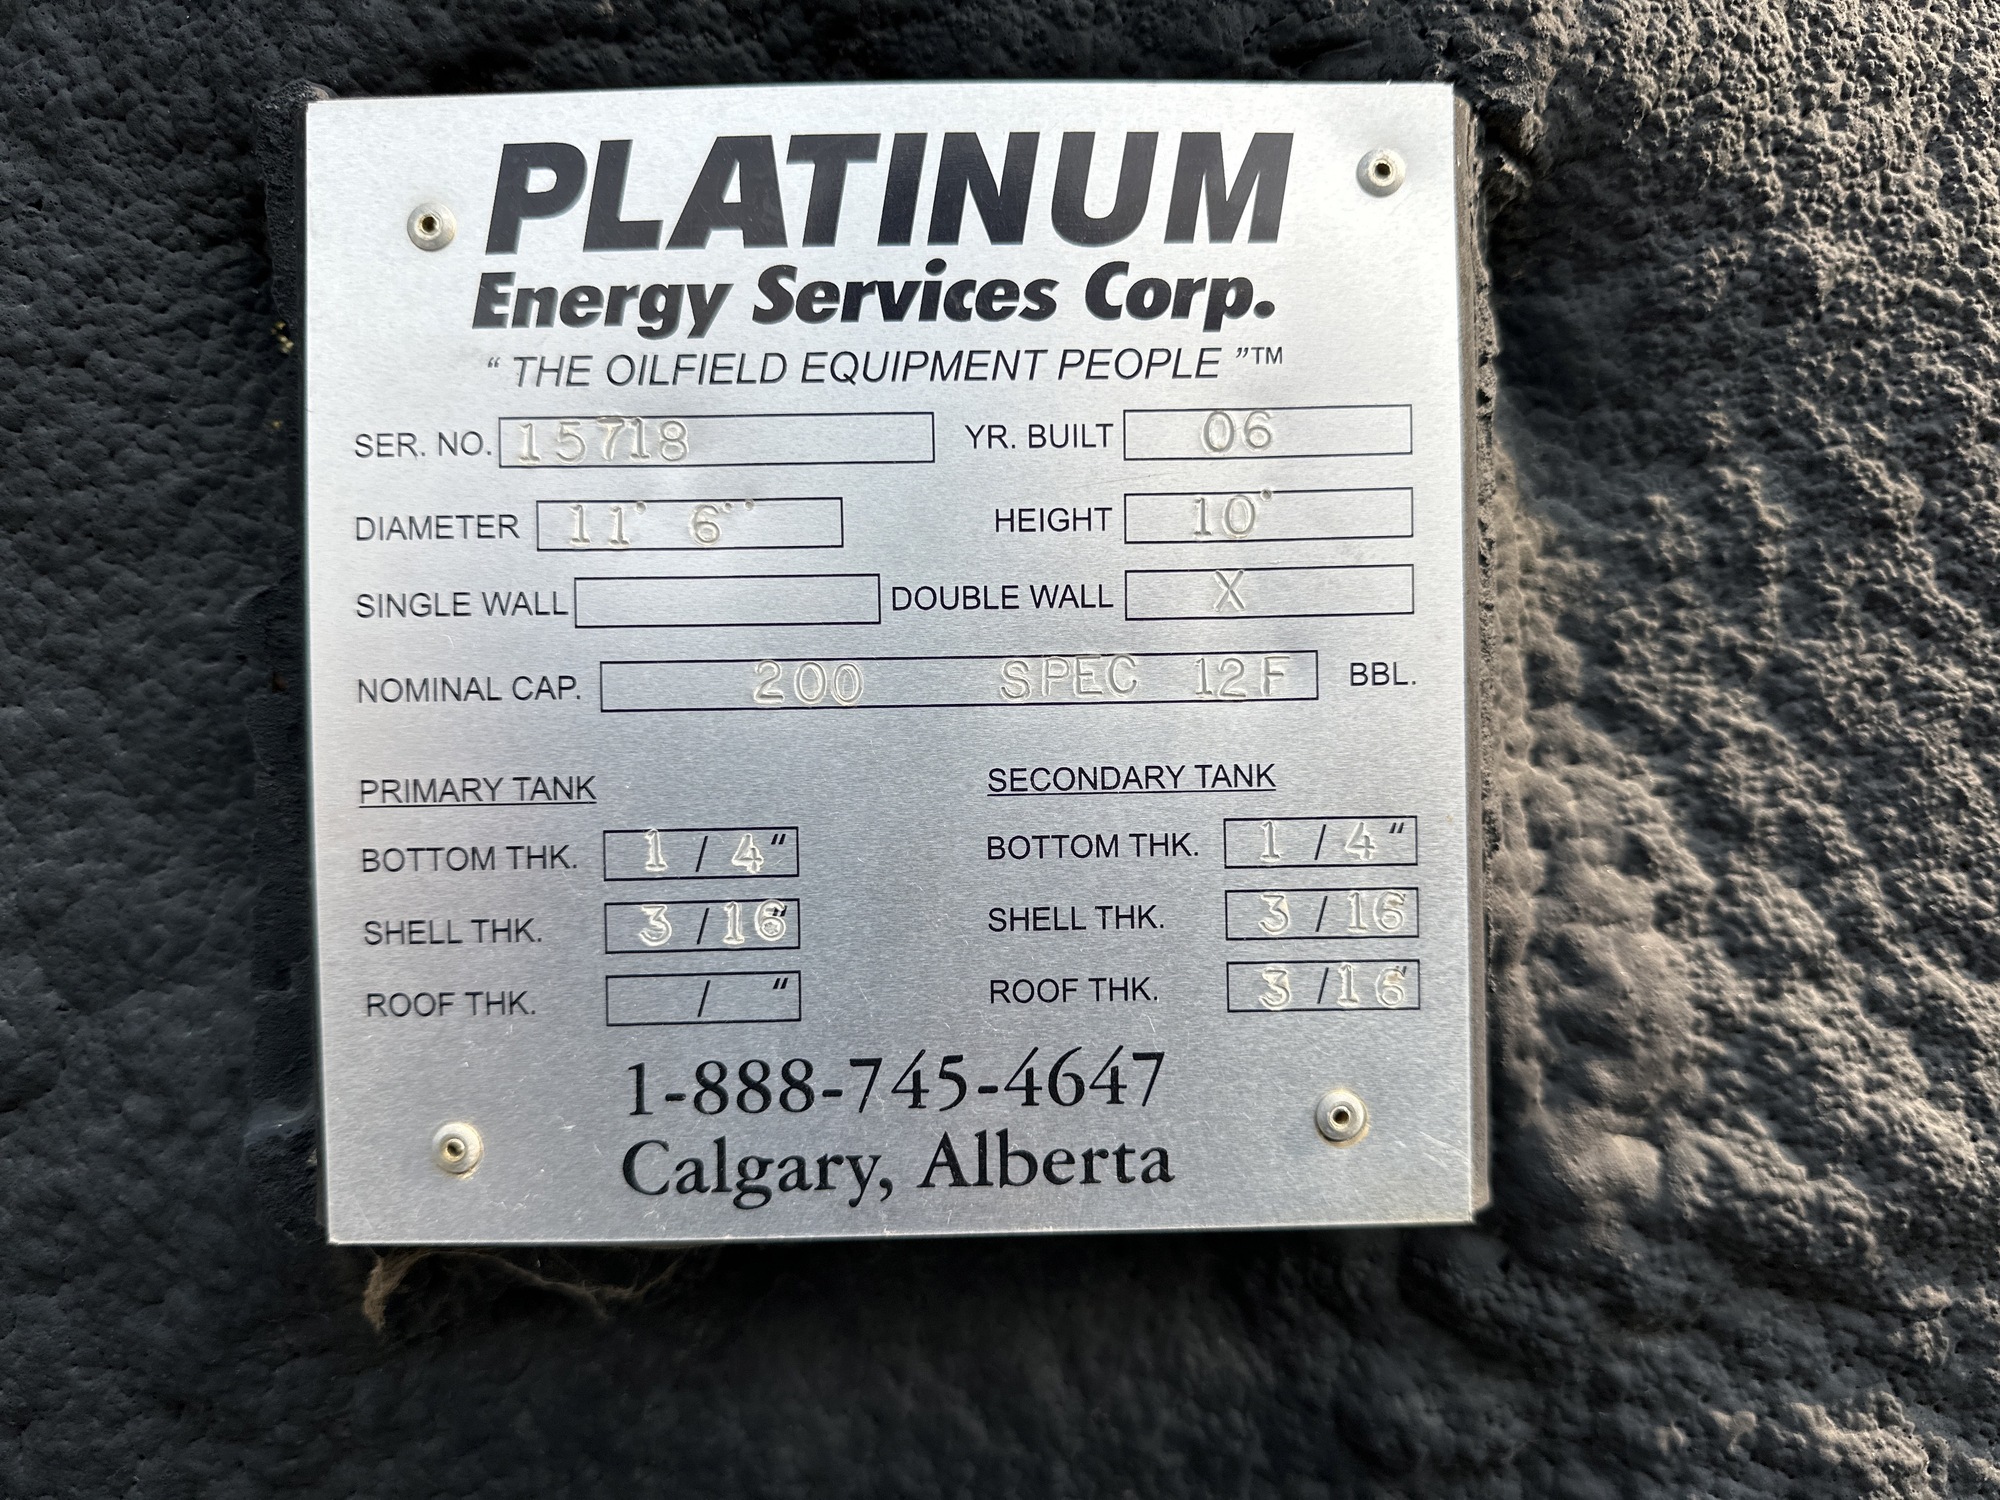 PLATINUM
Energy Services Corp.
“ THE OILFIELD EQUIPMENT PEOPLE ”™
SER. NO. 15718 YR. BUILT 06
DIAMETER 11' 6'' HEIGHT 10'
SINGLE WALL DOUBLE WALL X
NOMINAL CAP. 200 SPEC 12F BBL.
PRIMARY TANK SECONDARY TANK
BOTTOM THK. 1 / 4" BOTTOM THK. 1 / 4"
SHELL THK. 3 / 16" SHELL THK. 3 / 16"
ROOF THK. / " ROOF THK. 3 / 16"
1-888-745-4647
Calgary, Alberta